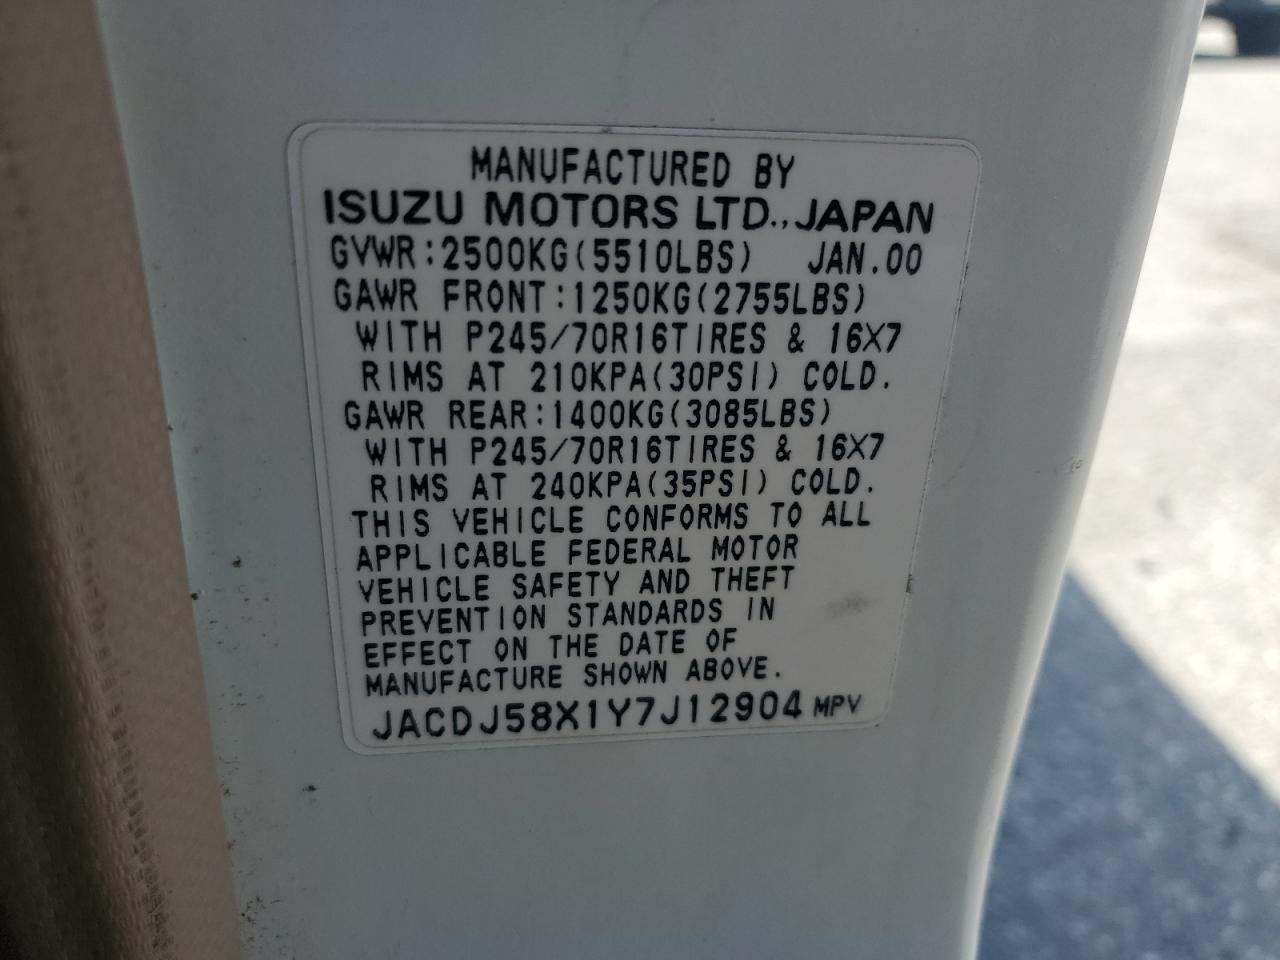 MANUFACTURED BY
ISUZU MOTORS LTD., JAPAN
GVWR:2500KG(5510LBS) JAN.00
GAWR FRONT:1250KG(2755LBS)
WITH P245/70R16TIRES & 16X7
RIMS AT 210KPA(30PSI) COLD.
GAWR REAR:1400KG(3085LBS)
WITH P245/70R16TIRES & 16X7
RIMS AT 240KPA(35PSI) COLD.
THIS VEHICLE CONFORMS TO ALL
APPLICABLE FEDERAL MOTOR
VEHICLE SAFETY AND THEFT
PREVENTION STANDARDS IN
EFFECT ON THE DATE OF
MANUFACTURE SHOWN ABOVE.
JACDJ58X1Y7J12904 MPV